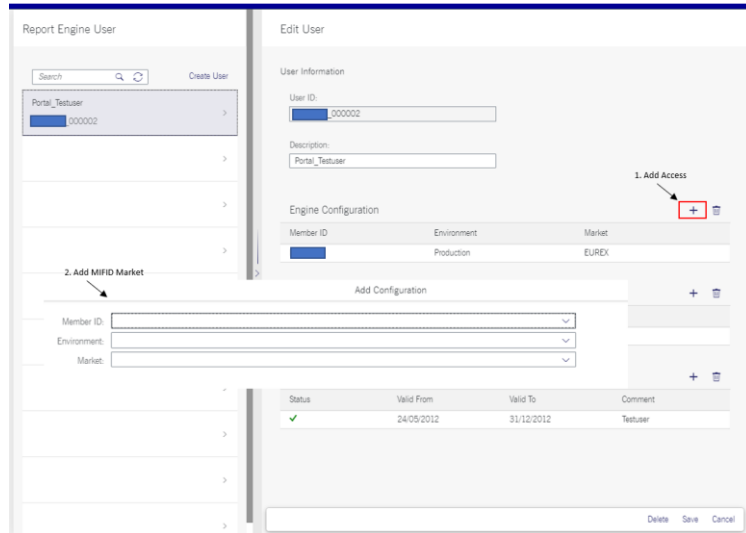 Report Engine User
Edit User
Search
Create User
Portal_Testuser
_000002
User Information
User ID:
_000002
Description:
Portal_Testuser
1. Add Access
Engine Configuration
Member ID Environment Market
Production EUREX
2. Add MIFID Market
Add Configuration
Member ID:
Environment:
Market:
Status Valid From Valid To Comment
24/05/2012 31/12/2012 Testuser
Delete Save Cancel